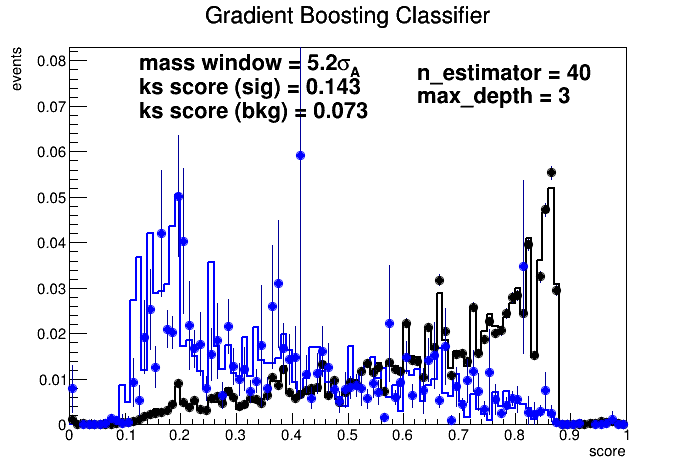 Gradient Boosting Classifier
events
mass window = 5.2σA
ks score (sig) = 0.143
ks score (bkg) = 0.073
n_estimator = 40
max_depth = 3
0.08
0.07
0.06
0.05
0.04
0.03
0.02
0.01
0
0 0.1 0.2 0.3 0.4 0.5 0.6 0.7 0.8 0.9 1
score